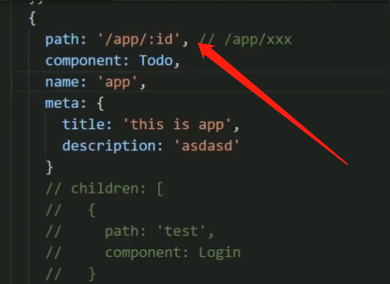 {
path: '/app/:id', // /app/xxx
component: Todo,
name: 'app',
meta: {
title: 'this is app',
description: 'asdasd'
}
// children: [
// {
// path: 'test',
// component: Login
// }